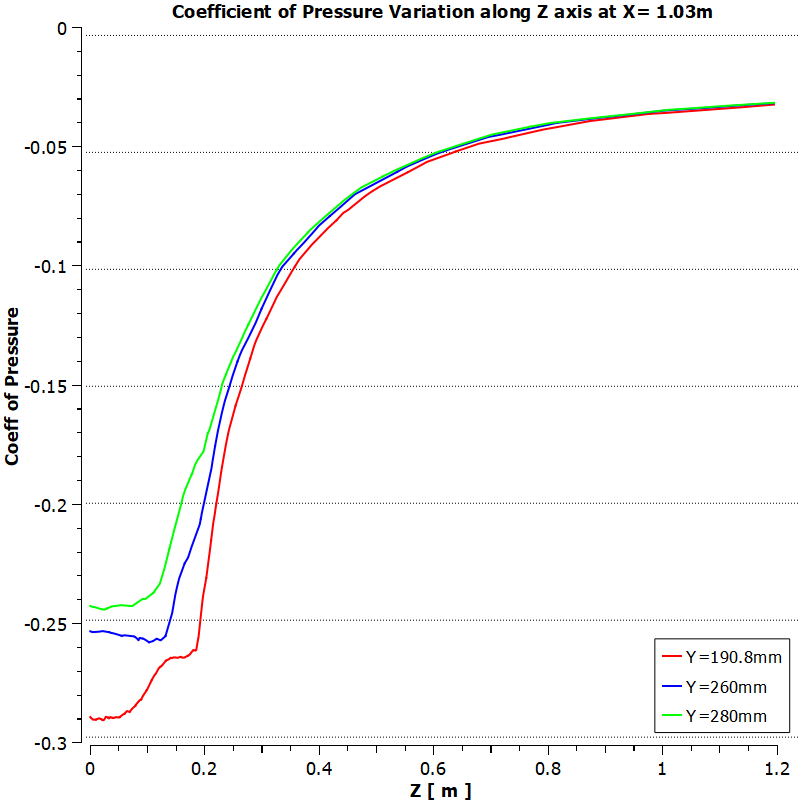 Coefficient of Pressure Variation along Z axis at X= 1.03m
0
-0.05
-0.1
-0.15
-0.2
-0.25
-0.3
Coeff of Pressure
Y=190.8mm
Y=260mm
Y=280mm
0 0.2 0.4 0.6 0.8 1 1.2
Z [ m ]